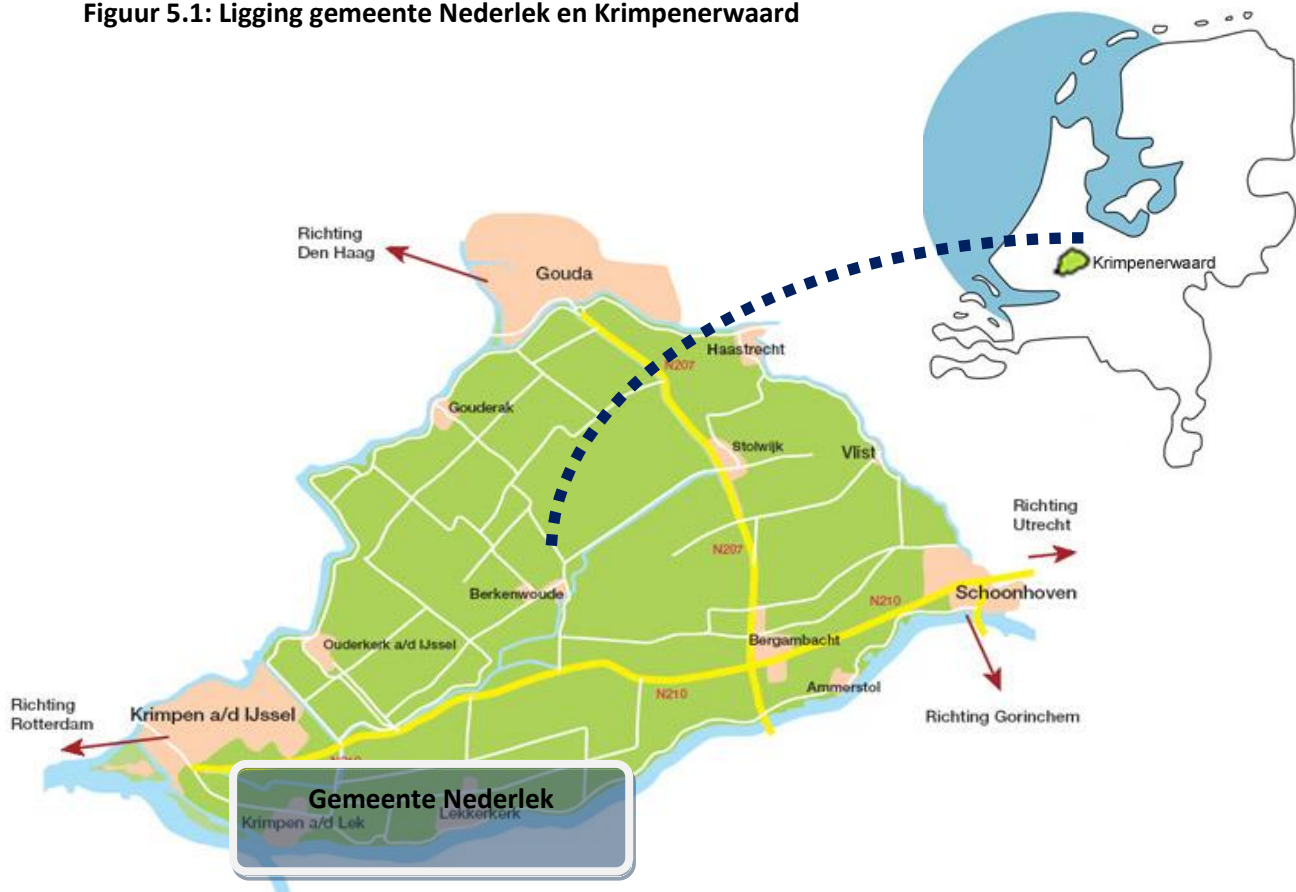 Figuur 5.1: Ligging gemeente Nederlek en Krimpenerwaard
Krimpenerwaard
Richting
Den Haag
Gouda
Haastrecht
N207
Gouderak
Stolwijk
Vlist
Richting
Utrecht
N207
Berkenwoude
N210
Schoonhoven
Ouderkerk a/d IJssel
Bergambacht
Ammerstol
N210
Richting
Rotterdam
Krimpen a/d IJssel
Richting Gorinchem
N210
Gemeente Nederlek
Krimpen a/d Lek
Lekkerkerk